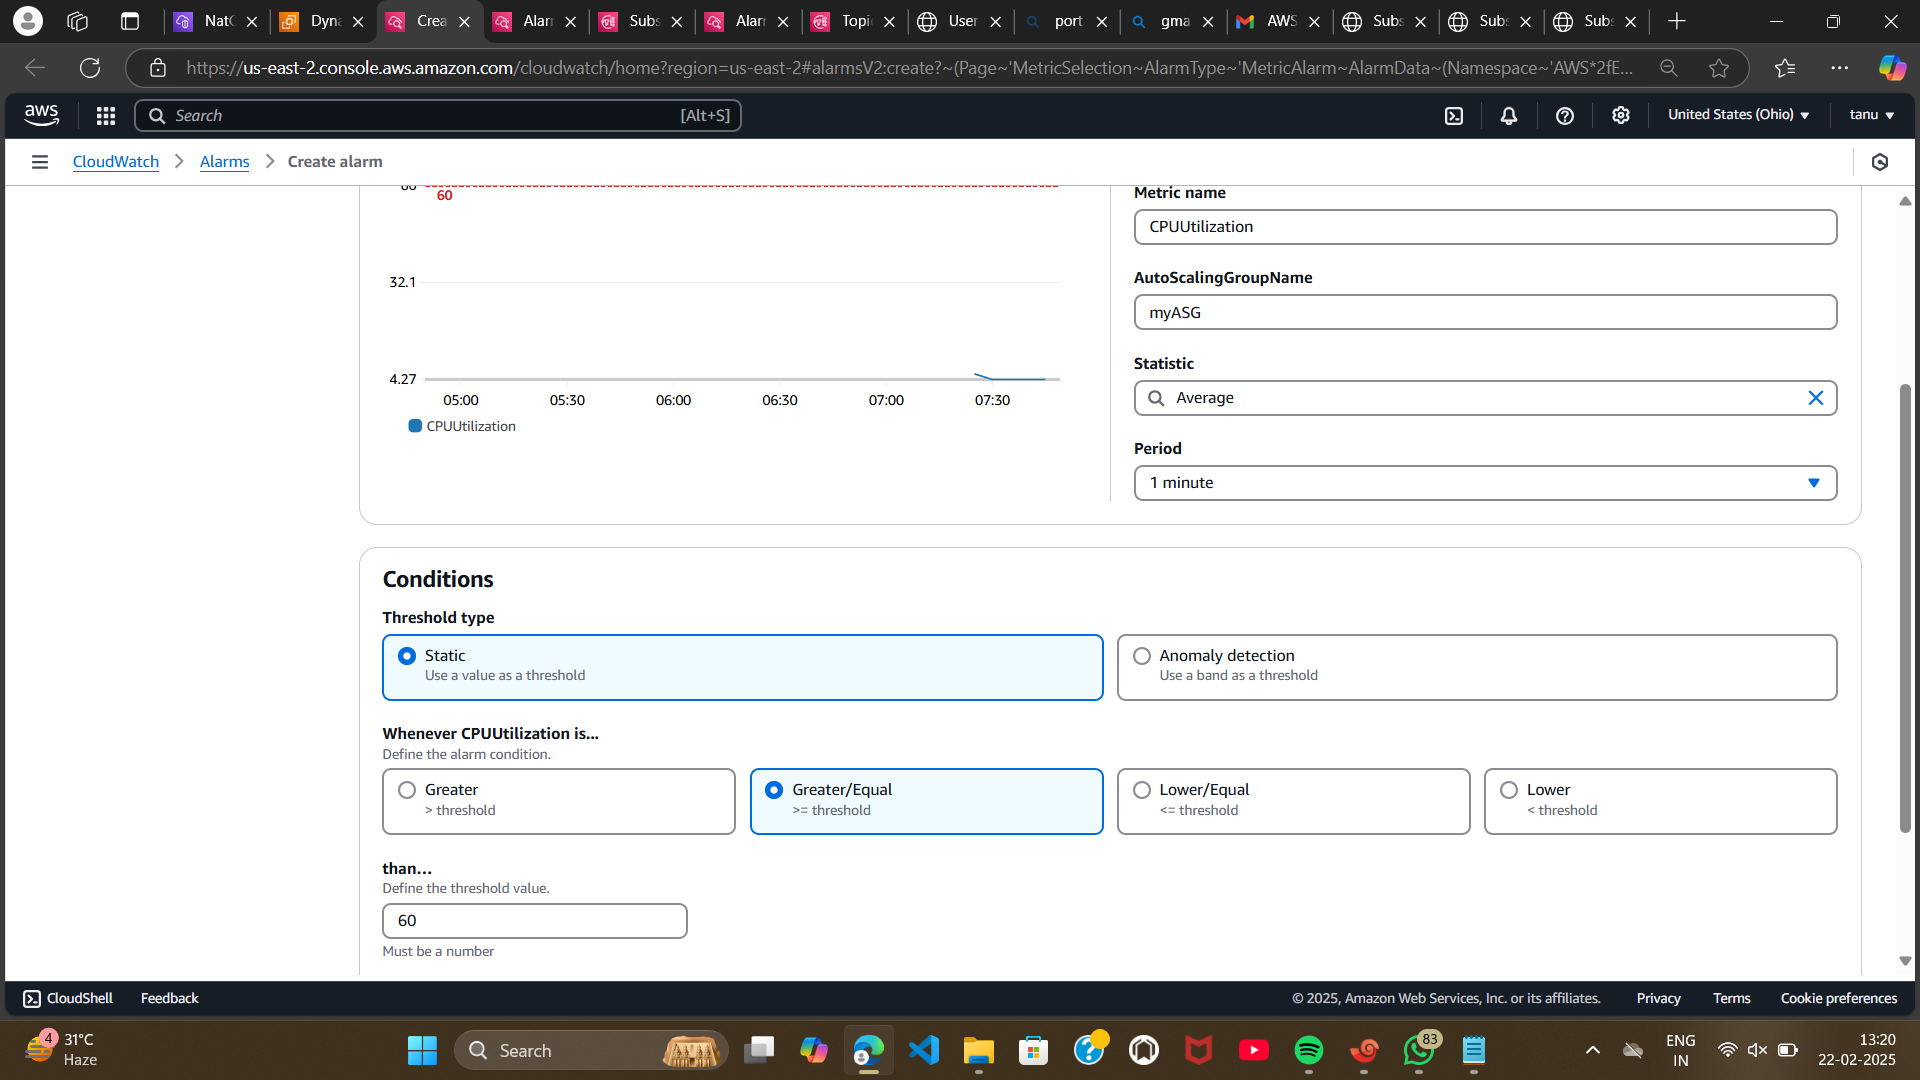 NatG
Dyna
Crea
Alarm
Subs
Alarm
Topic
User
port
gma
AWS
Subs
Subs
Subs
https://us-east-2.console.aws.amazon.com/cloudwatch/home?region=us-east-2#alarmsV2:create?~(Page~'MetricSelection~AlarmType~'MetricAlarm~AlarmData~(Namespace~'AWS*2fE...
aws
Search
[Alt+S]
United States (Ohio)
tanu
CloudWatch
Alarms
Create alarm
60
60
32.1
4.27
05:00
05:30
06:00
06:30
07:00
07:30
CPUUtilization
Metric name
CPUUtilization
AutoScalingGroupName
myASG
Statistic
Average
Period
1 minute
Conditions
Threshold type
Static
Use a value as a threshold
Anomaly detection
Use a band as a threshold
Whenever CPUUtilization is...
Define the alarm condition.
Greater
> threshold
Greater/Equal
>= threshold
Lower/Equal
<= threshold
Lower
< threshold
than...
Define the threshold value.
60
Must be a number
CloudShell
Feedback
© 2025, Amazon Web Services, Inc. or its affiliates.
Privacy
Terms
Cookie preferences
4
31°C
Haze
Search
83
ENG
IN
13:20
22-02-2025